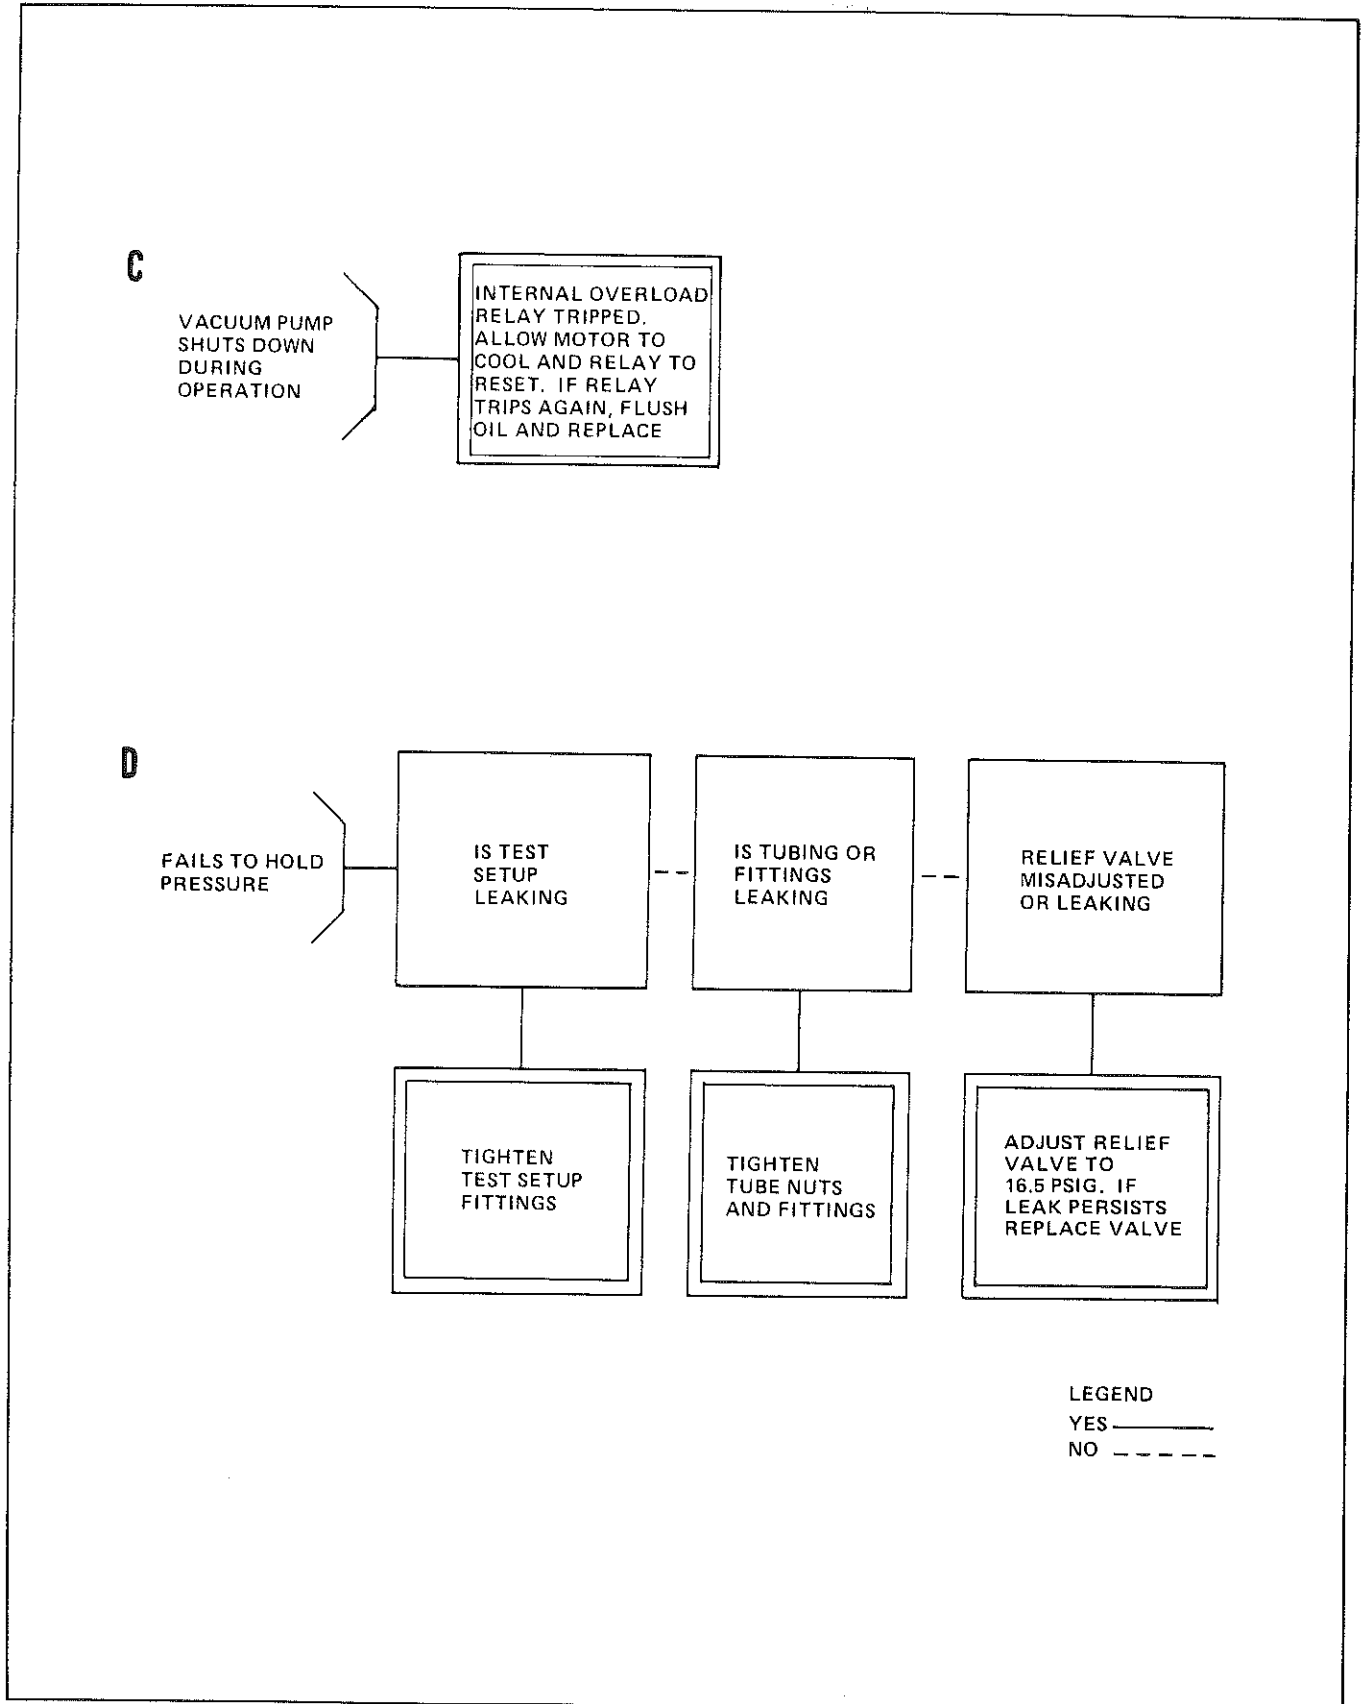 C
VACUUM PUMP
SHUTS DOWN
DURING
OPERATION
INTERNAL OVERLOAD
RELAY TRIPPED.
ALLOW MOTOR TO
COOL AND RELAY TO
RESET. IF RELAY
TRIPS AGAIN, FLUSH
OIL AND REPLACE
D
FAILS TO HOLD
PRESSURE
IS TEST
SETUP
LEAKING
IS TUBING OR
FITTINGS
LEAKING
RELIEF VALVE
MISADJUSTED
OR LEAKING
TIGHTEN
TEST SETUP
FITTINGS
TIGHTEN
TUBE NUTS
AND FITTINGS
ADJUST RELIEF
VALVE TO
16.5 PSIG. IF
LEAK PERSISTS
REPLACE VALVE
LEGEND
YES
NO